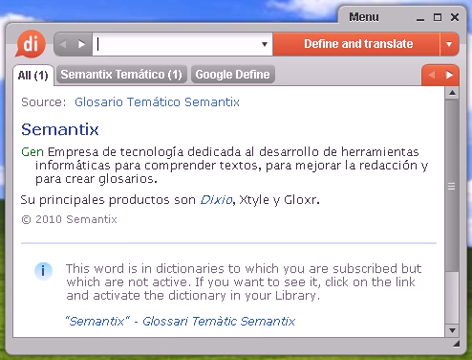 Menu
di
Define and translate
All (1) Semantix Temático (1) Google Define
Source: Glosario Temático Semantix
Semantix
Gen Empresa de tecnología dedicada al desarrollo de herramientas
informáticas para comprender textos, para mejorar la redacción y
para crear glosarios.
Su principales productos son Dixio, Xtyle y Gloxr.
© 2010 Semantix
i
This word is in dictionaries to which you are subscribed but
which are not active. If you want to see it, click on the link
and activate the dictionary in your Library.
"Semantix" - Glossari Temàtic Semantix